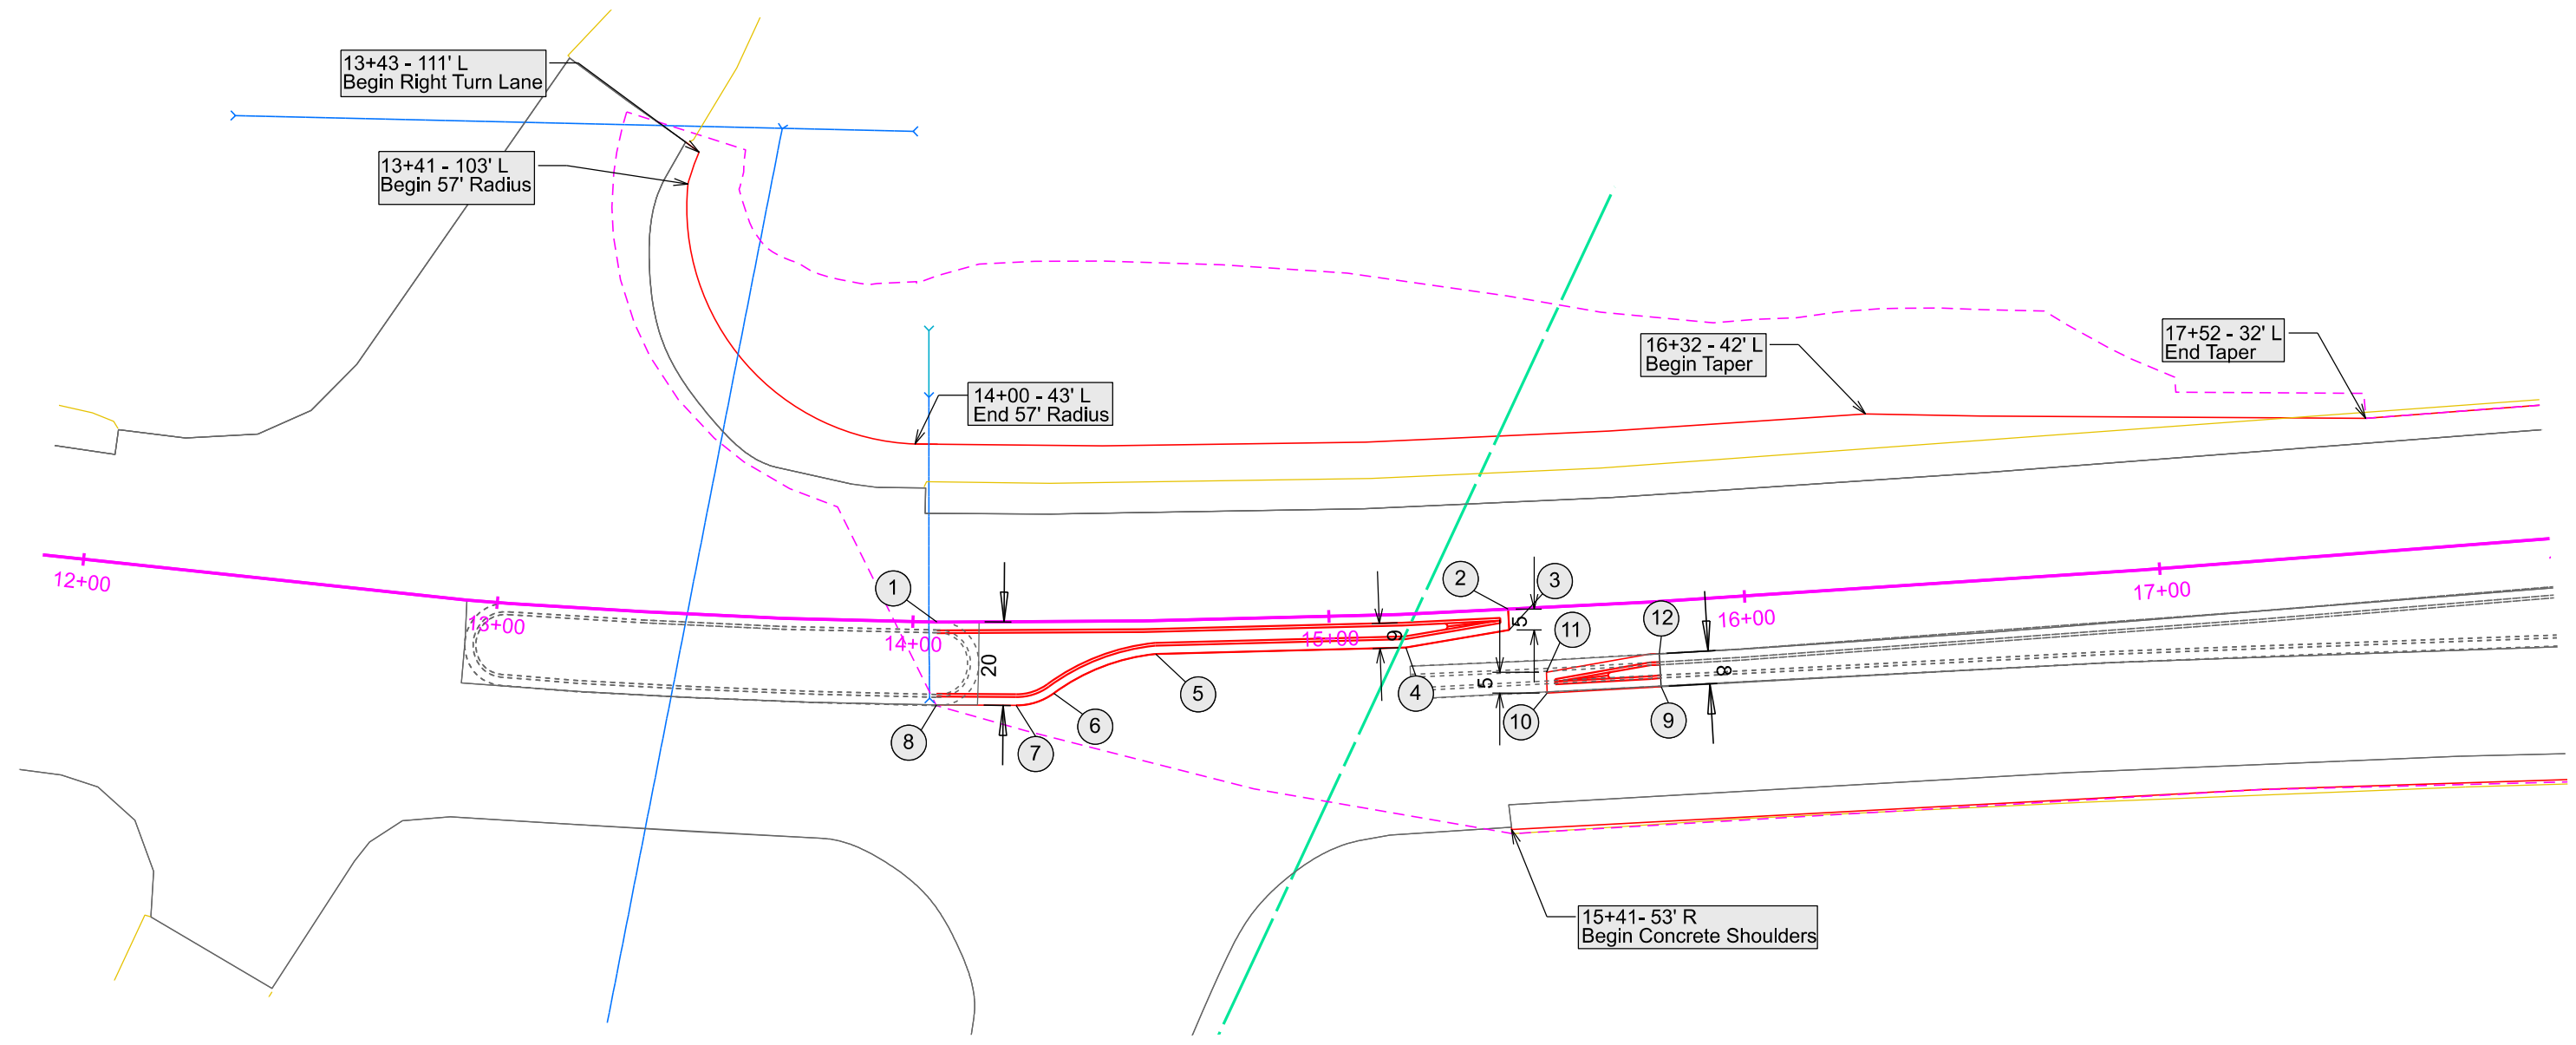 13+43 - 111' L
Begin Right Turn Lane
13+41 - 103' L
Begin 57' Radius
14+00 - 43' L
End 57' Radius
16+32 - 42' L
Begin Taper
17+52 - 32' L
End Taper
12+00
13+00
14+00
15+00
16+00
17+00
1
2
3
4
5
6
7
8
9
10
11
12
20
9
5
5
8
15+41- 53' R
Begin Concrete Shoulders